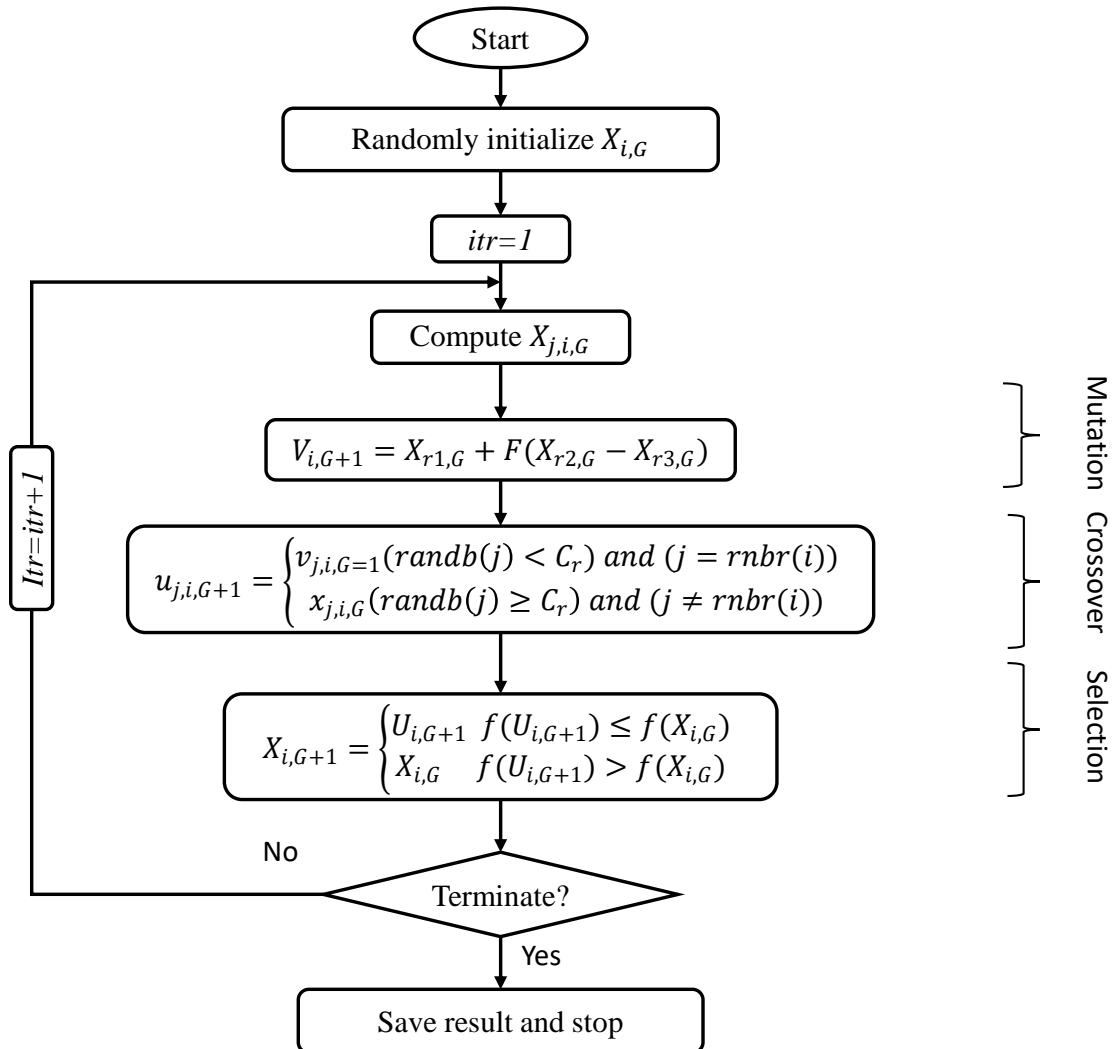 Start
Randomly initialize X_{i,G}
itr=1
Compute X_{j,i,G}
V_{i,G+1} = X_{r1,G} + F(X_{r2,G} − X_{r3,G})
Mutation
u_{j,i,G+1} = { v_{j,i,G=1}(randb(j) < C_r) and (j = rnbr(i))
x_{j,i,G}(randb(j) ≥ C_r) and (j ≠ rnbr(i))
Crossover
X_{i,G+1} = { U_{i,G+1} f(U_{i,G+1}) ≤ f(X_{i,G})
X_{i,G} f(U_{i,G+1}) > f(X_{i,G})
Selection
Itr=itr+1
No
Terminate?
Yes
Save result and stop